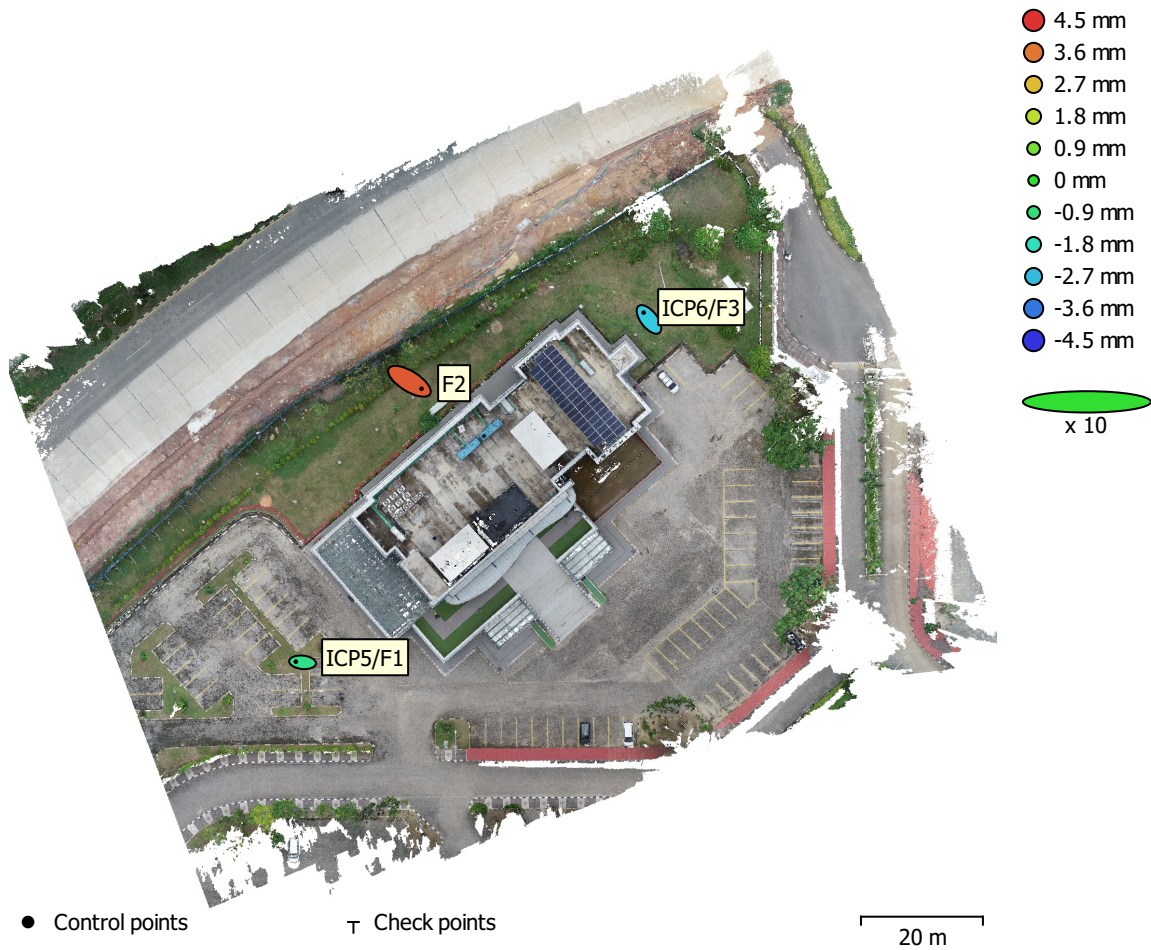 4.5 mm
3.6 mm
2.7 mm
1.8 mm
0.9 mm
0 mm
-0.9 mm
-1.8 mm
-2.7 mm
-3.6 mm
-4.5 mm
x 10
ICP6/F3
F2
ICP5/F1
Control points
Check points
20 m